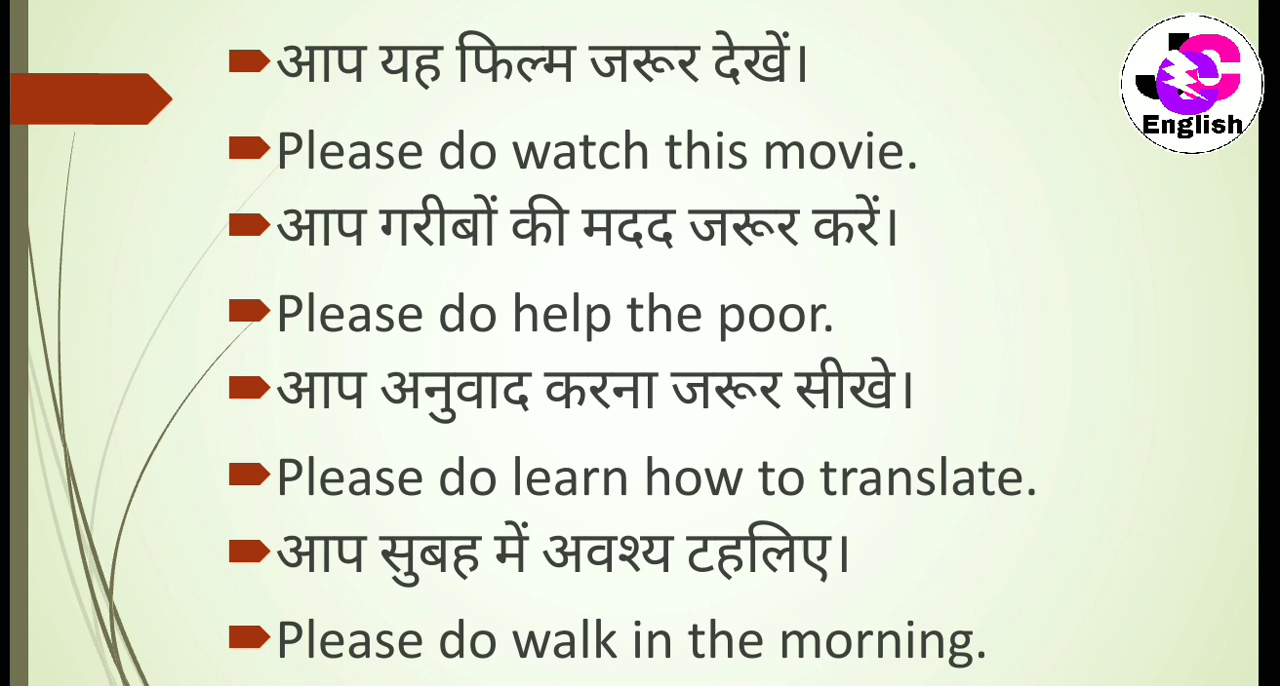 आप यह फिल्म जरूर देखें।
Please do watch this movie.
आप गरीबों की मदद जरूर करें।
Please do help the poor.
आप अनुवाद करना जरूर सीखे।
Please do learn how to translate.
आप सुबह में अवश्य टहलिए।
Please do walk in the morning.
JC
English